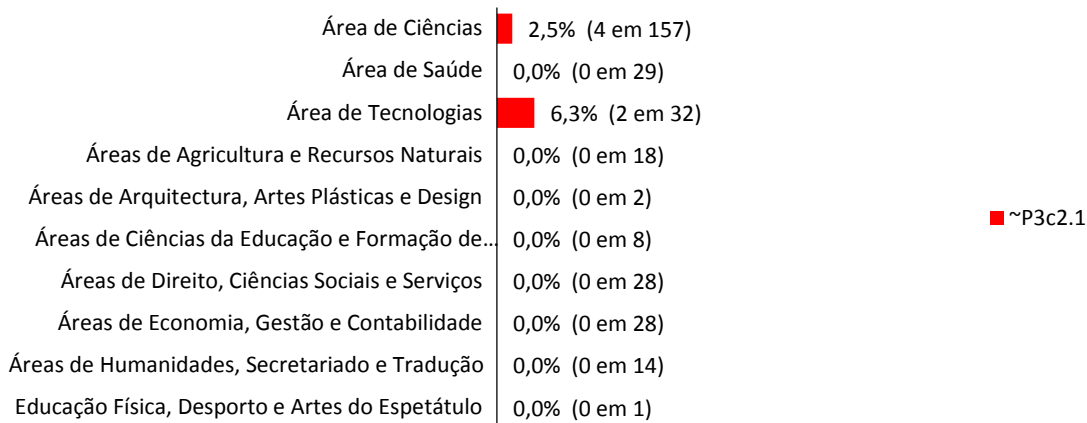 Área de Ciências 2,5% (4 em 157)
Área de Saúde 0,0% (0 em 29)
Área de Tecnologias 6,3% (2 em 32)
Áreas de Agricultura e Recursos Naturais 0,0% (0 em 18)
Áreas de Arquitectura, Artes Plásticas e Design 0,0% (0 em 2)
Áreas de Ciências da Educação e Formação de... 0,0% (0 em 8)
Áreas de Direito, Ciências Sociais e Serviços 0,0% (0 em 28)
Áreas de Economia, Gestão e Contabilidade 0,0% (0 em 28)
Áreas de Humanidades, Secretariado e Tradução 0,0% (0 em 14)
Educação Física, Desporto e Artes do Espetátulo 0,0% (0 em 1)
~P3c2.1